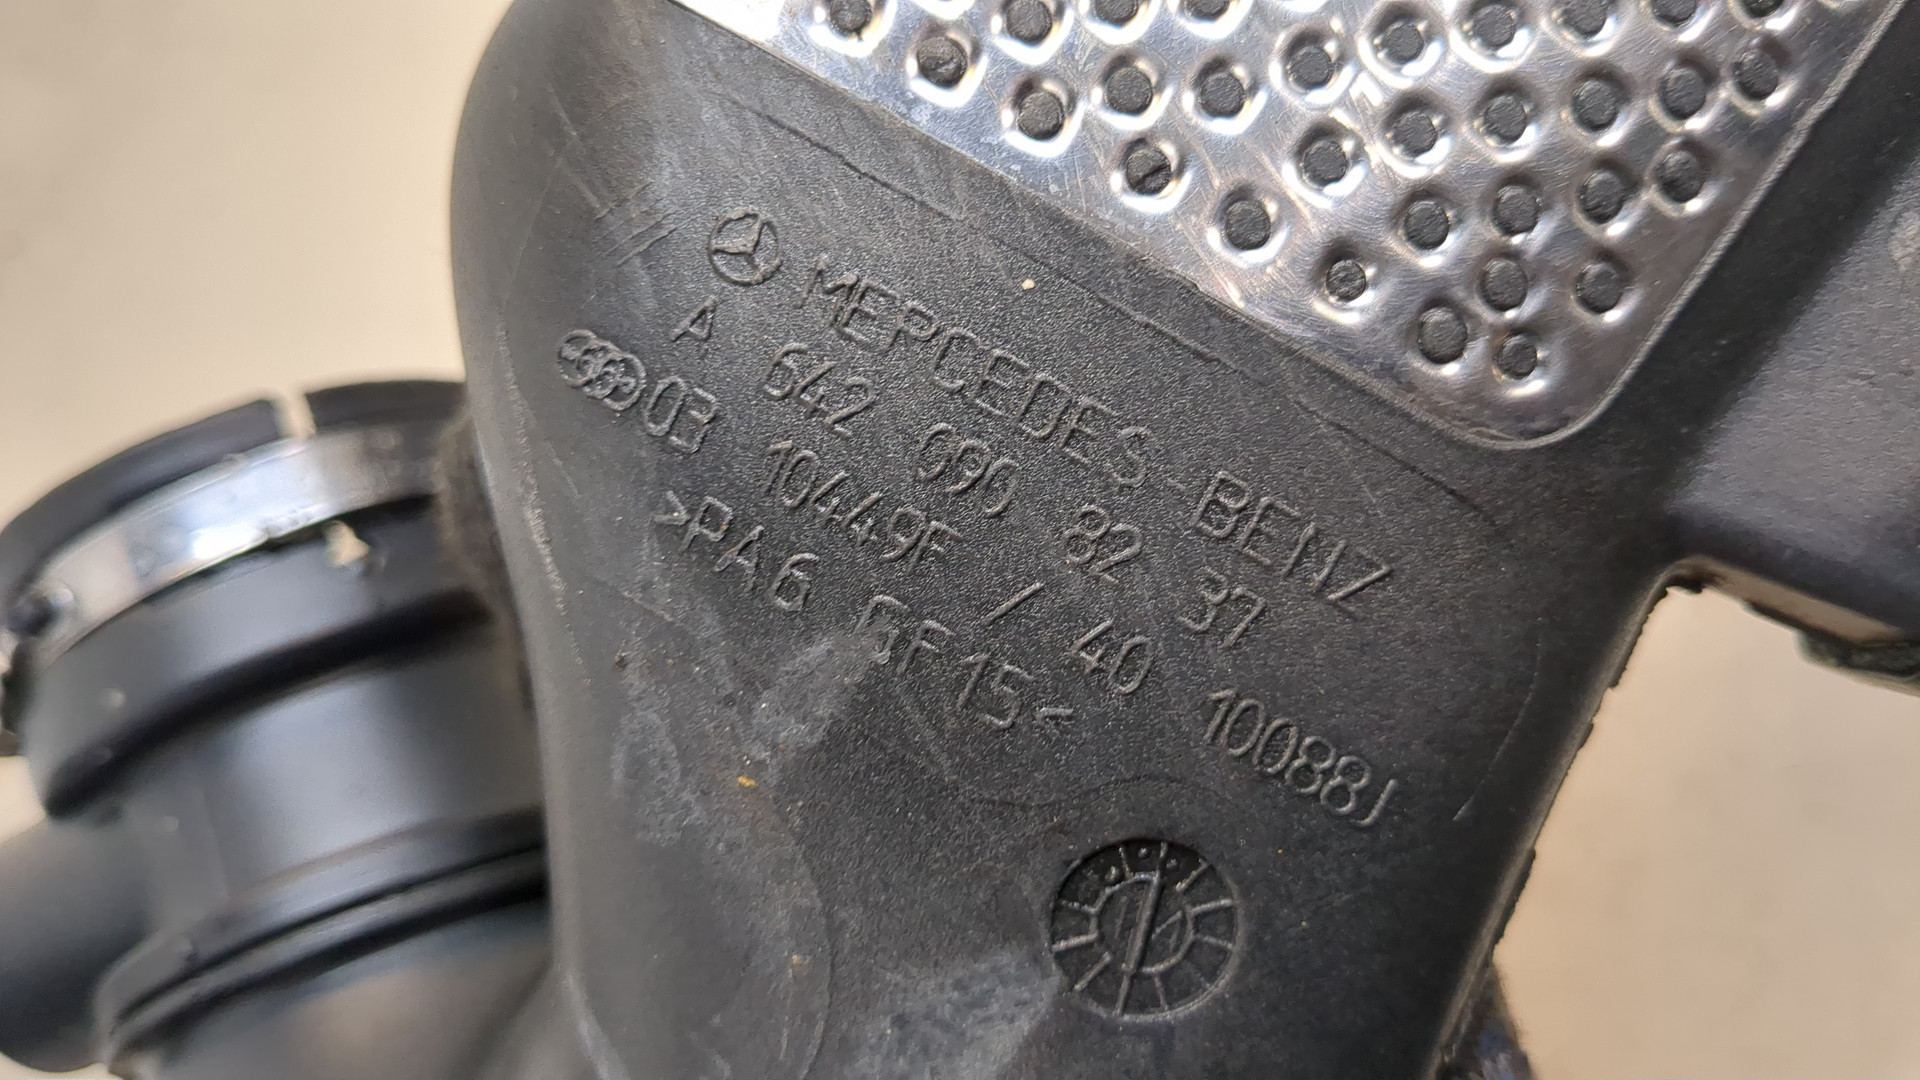 MERCEDES-BENZ
A 642 090 82 37
03 10449F / 40 10088J
>PA6 GF15<